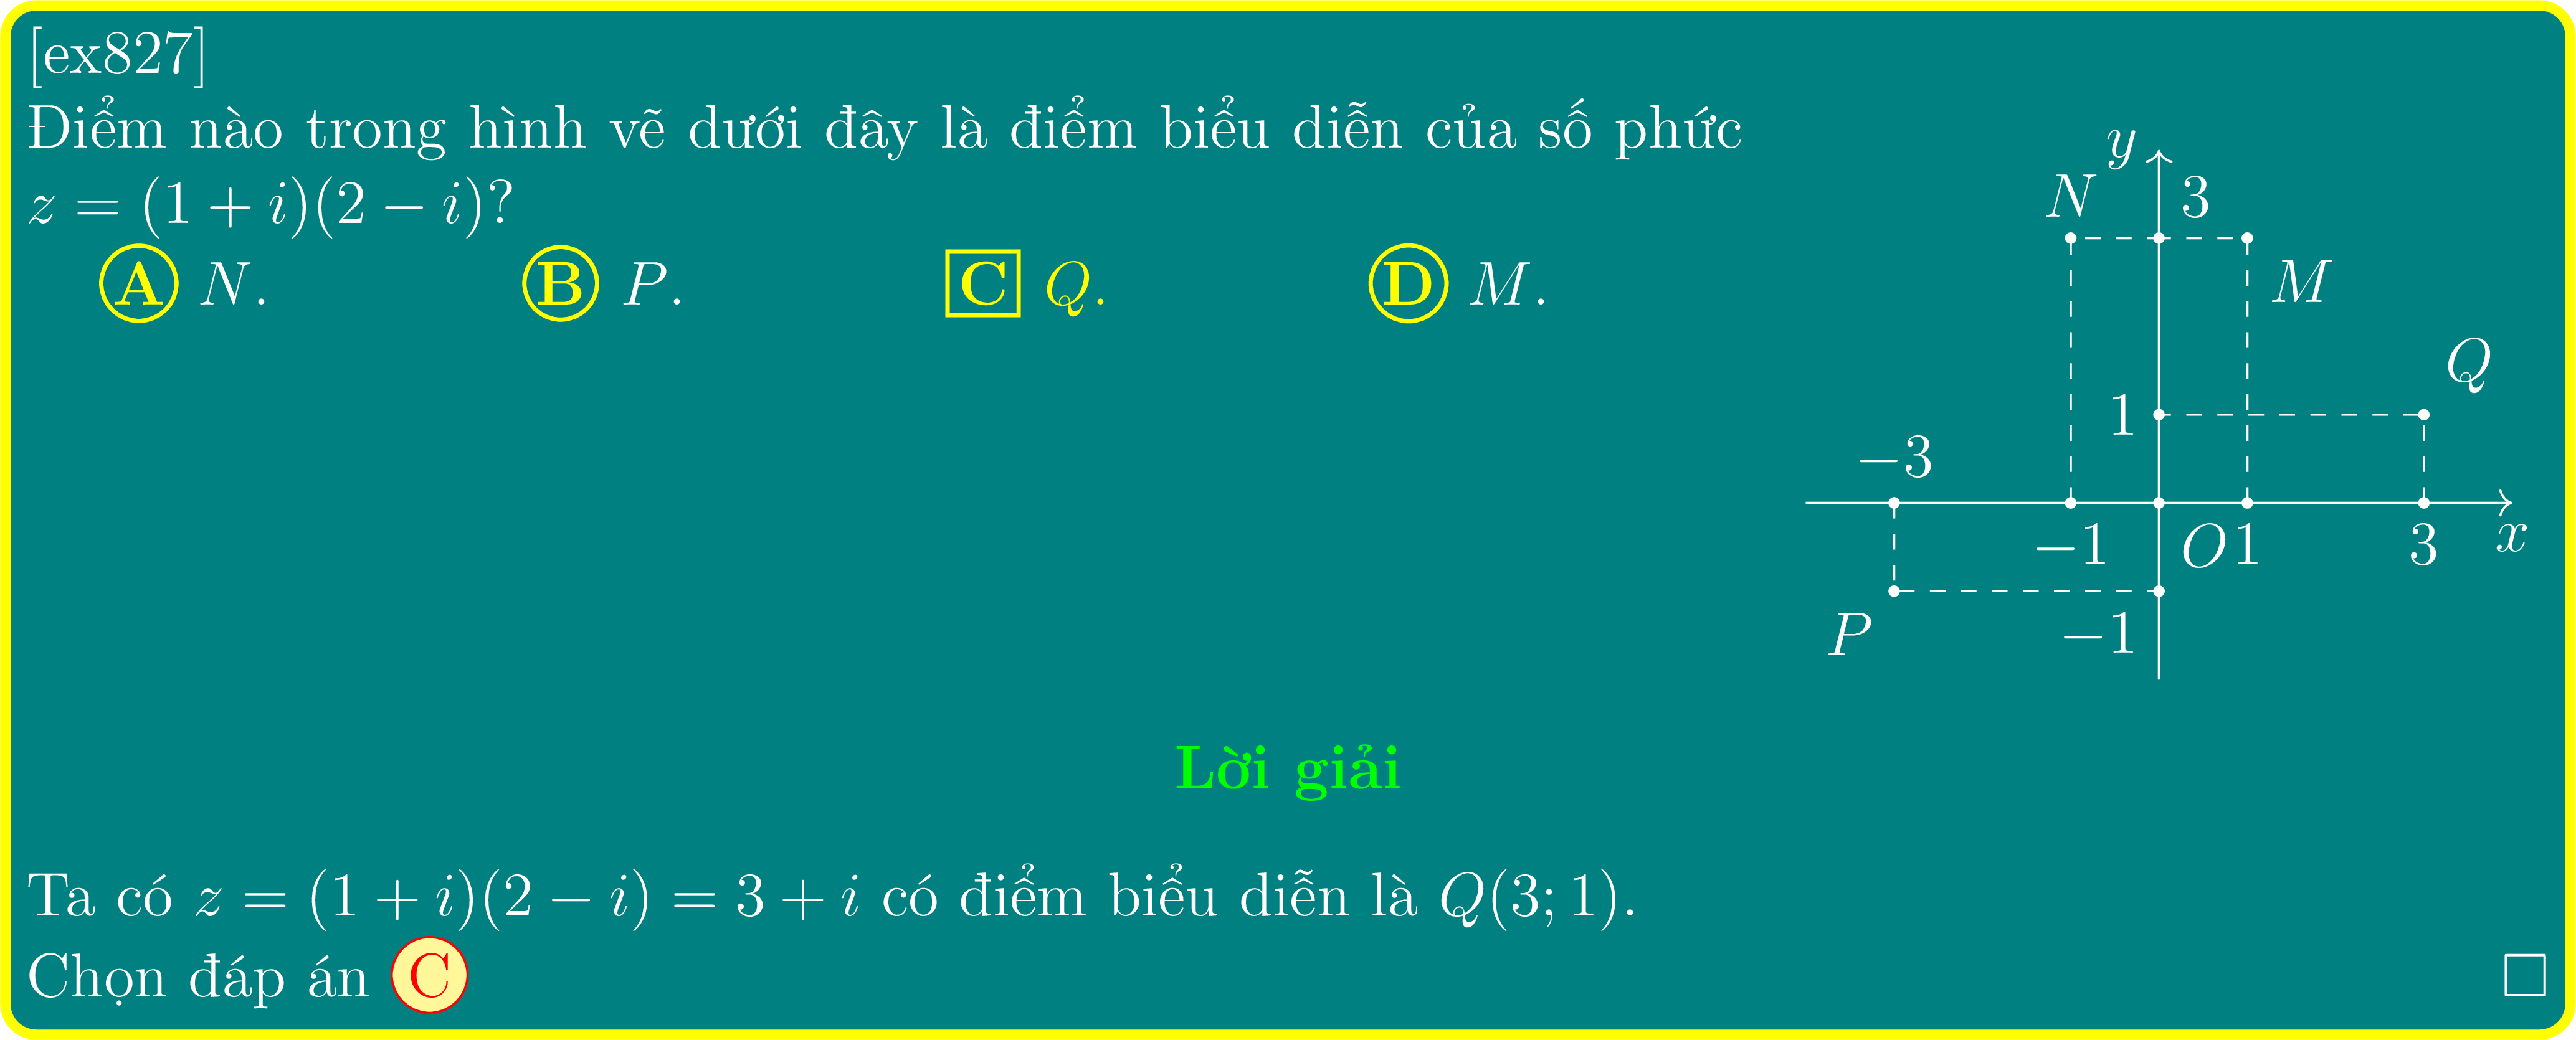 [ex827]
Điểm nào trong hình vẽ dưới đây là điểm biểu diễn của số phức
z = (1 + i)(2 − i)?
A N. B P. C Q. D M.
y
N 3
M
Q
1
−3
−1 O 1 3 x
P −1
Lời giải
Ta có z = (1 + i)(2 − i) = 3 + i có điểm biểu diễn là Q(3; 1).
Chọn đáp án C